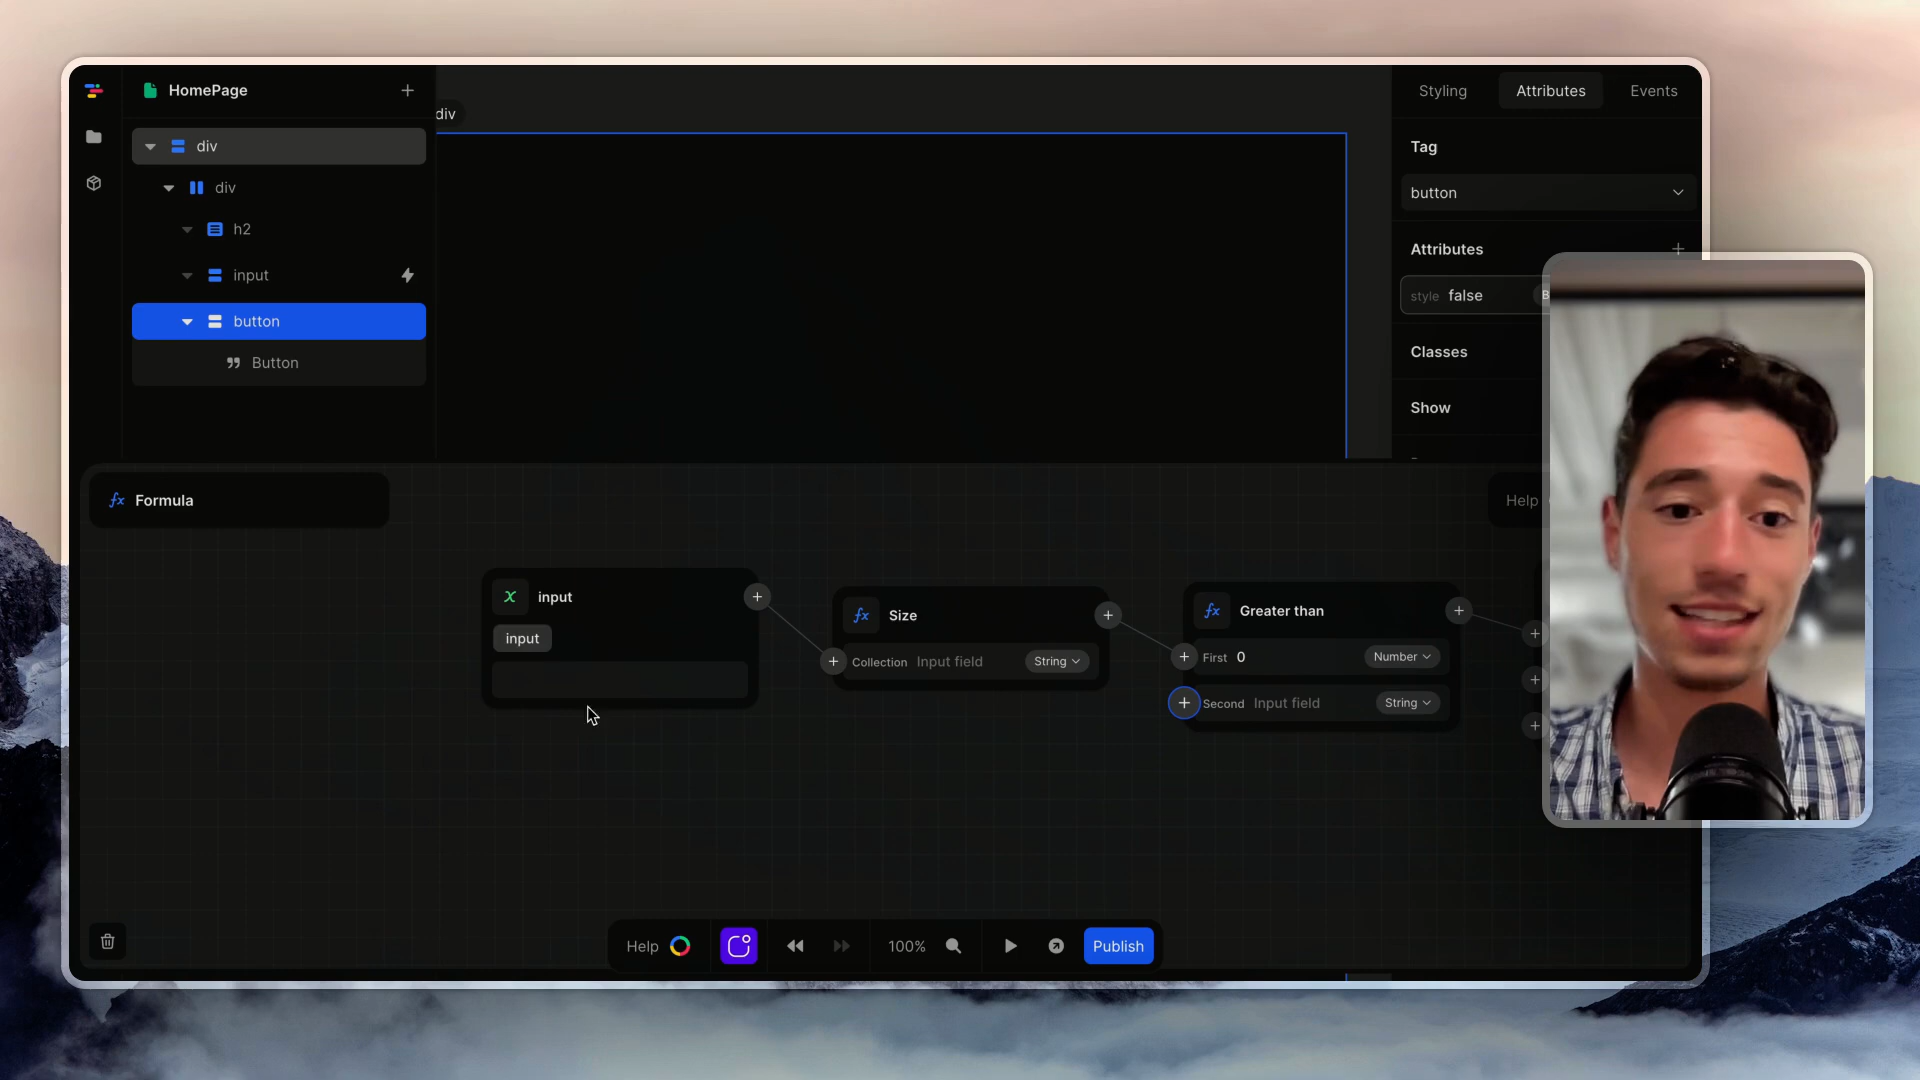 HomePage
div
div
h2
input
button
Button
div
Styling
Attributes
Events
Tag
button
Attributes
style false
Classes
Show
Formula
Help
input
input
Size
Collection Input field String
Greater than
First 0 Number
Second Input field String
Help
100%
Publish